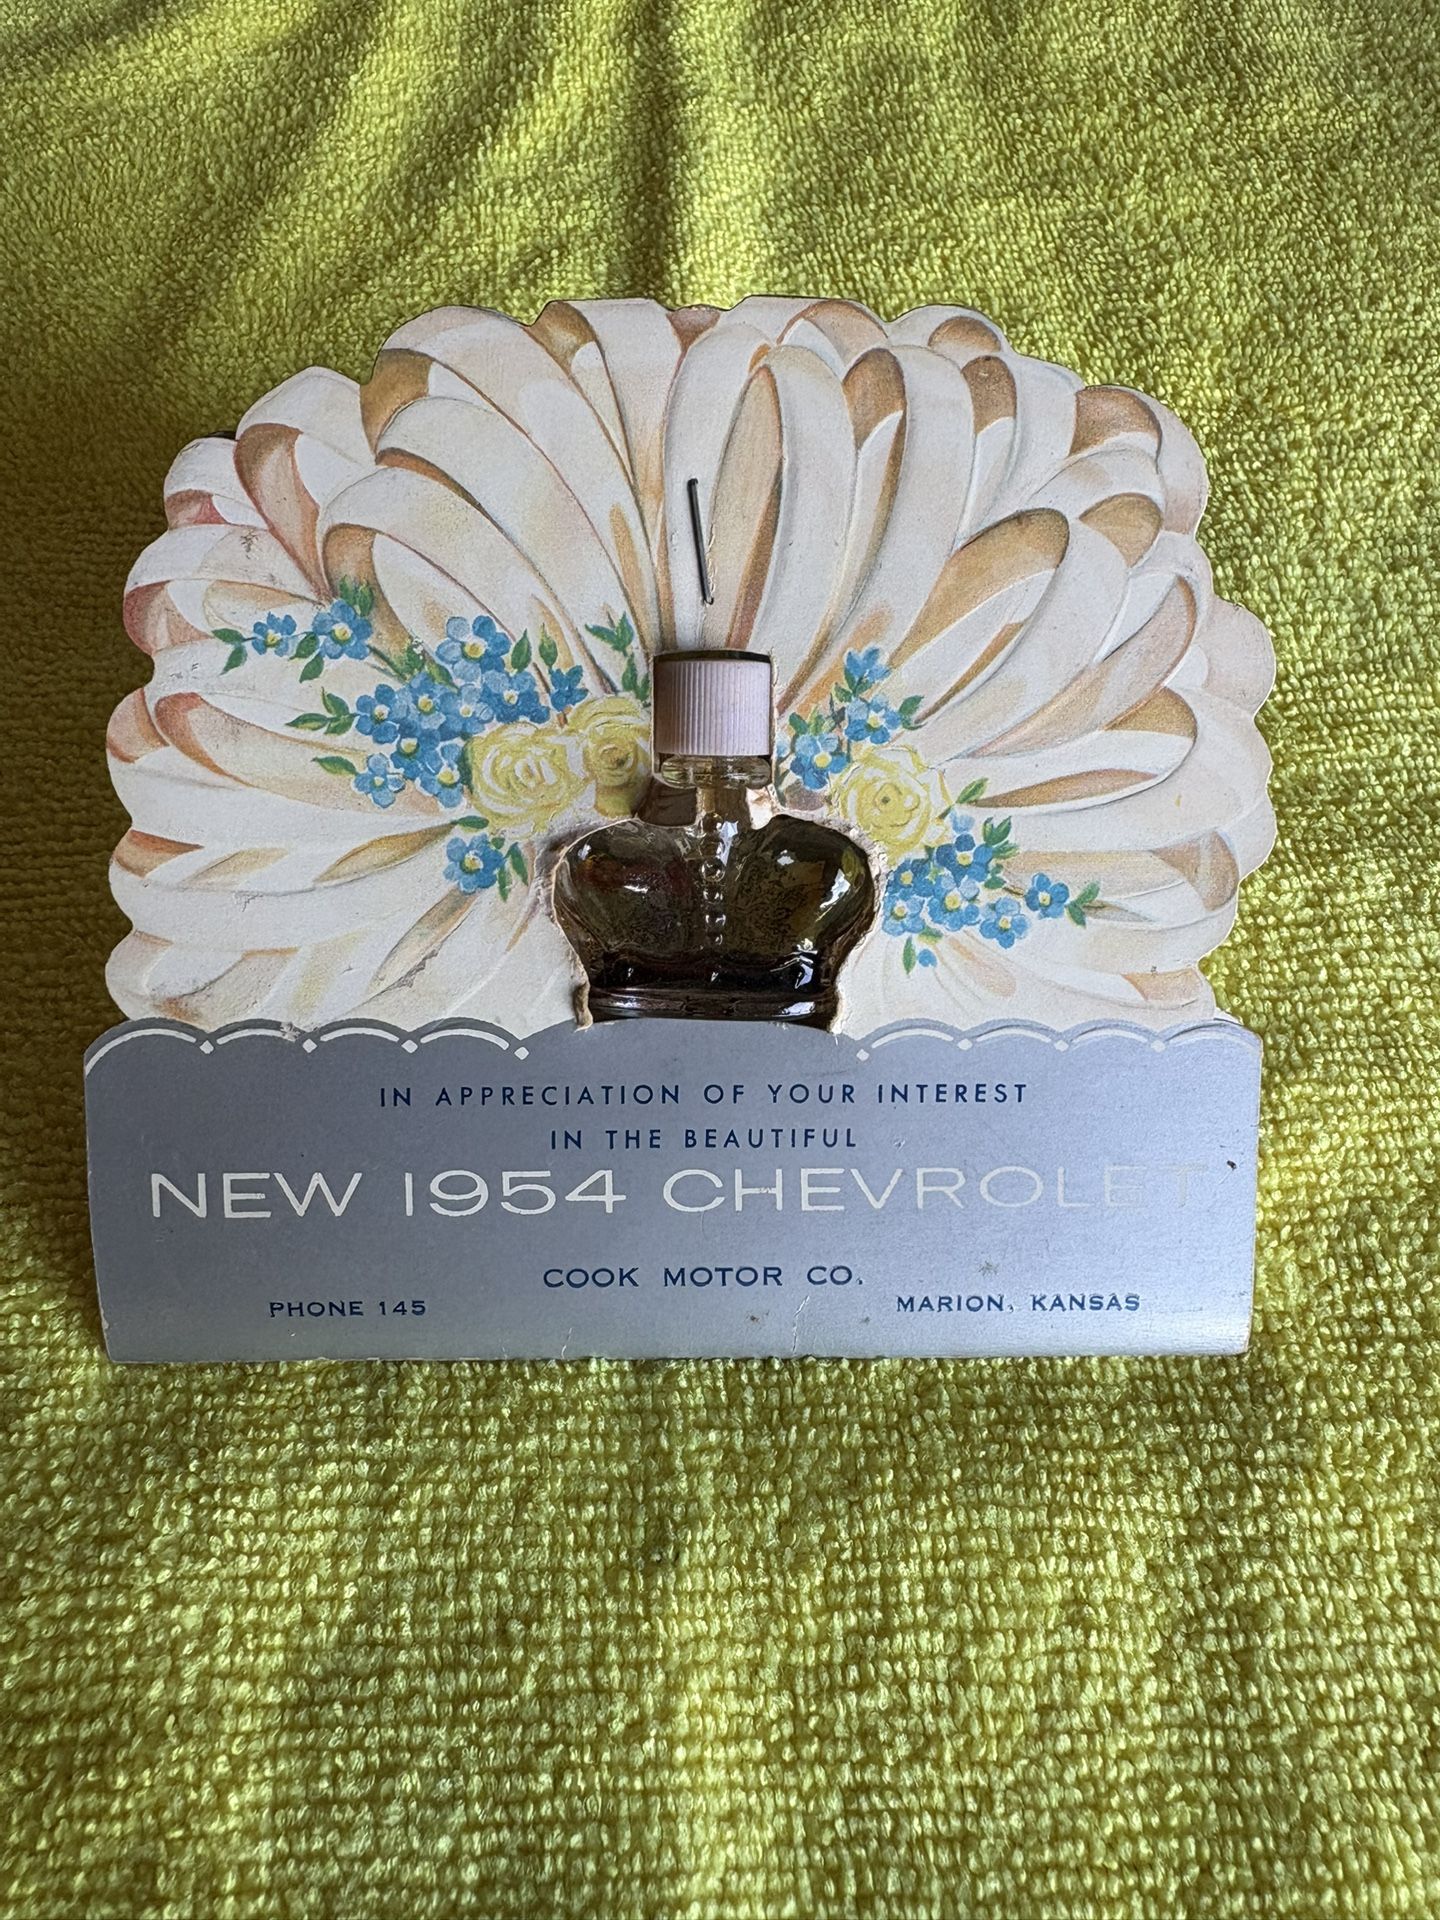 IN APPRECIATION OF YOUR INTEREST
IN THE BEAUTIFUL
NEW 1954 CHEVROLET
COOK MOTOR CO.
PHONE 145 MARION, KANSAS